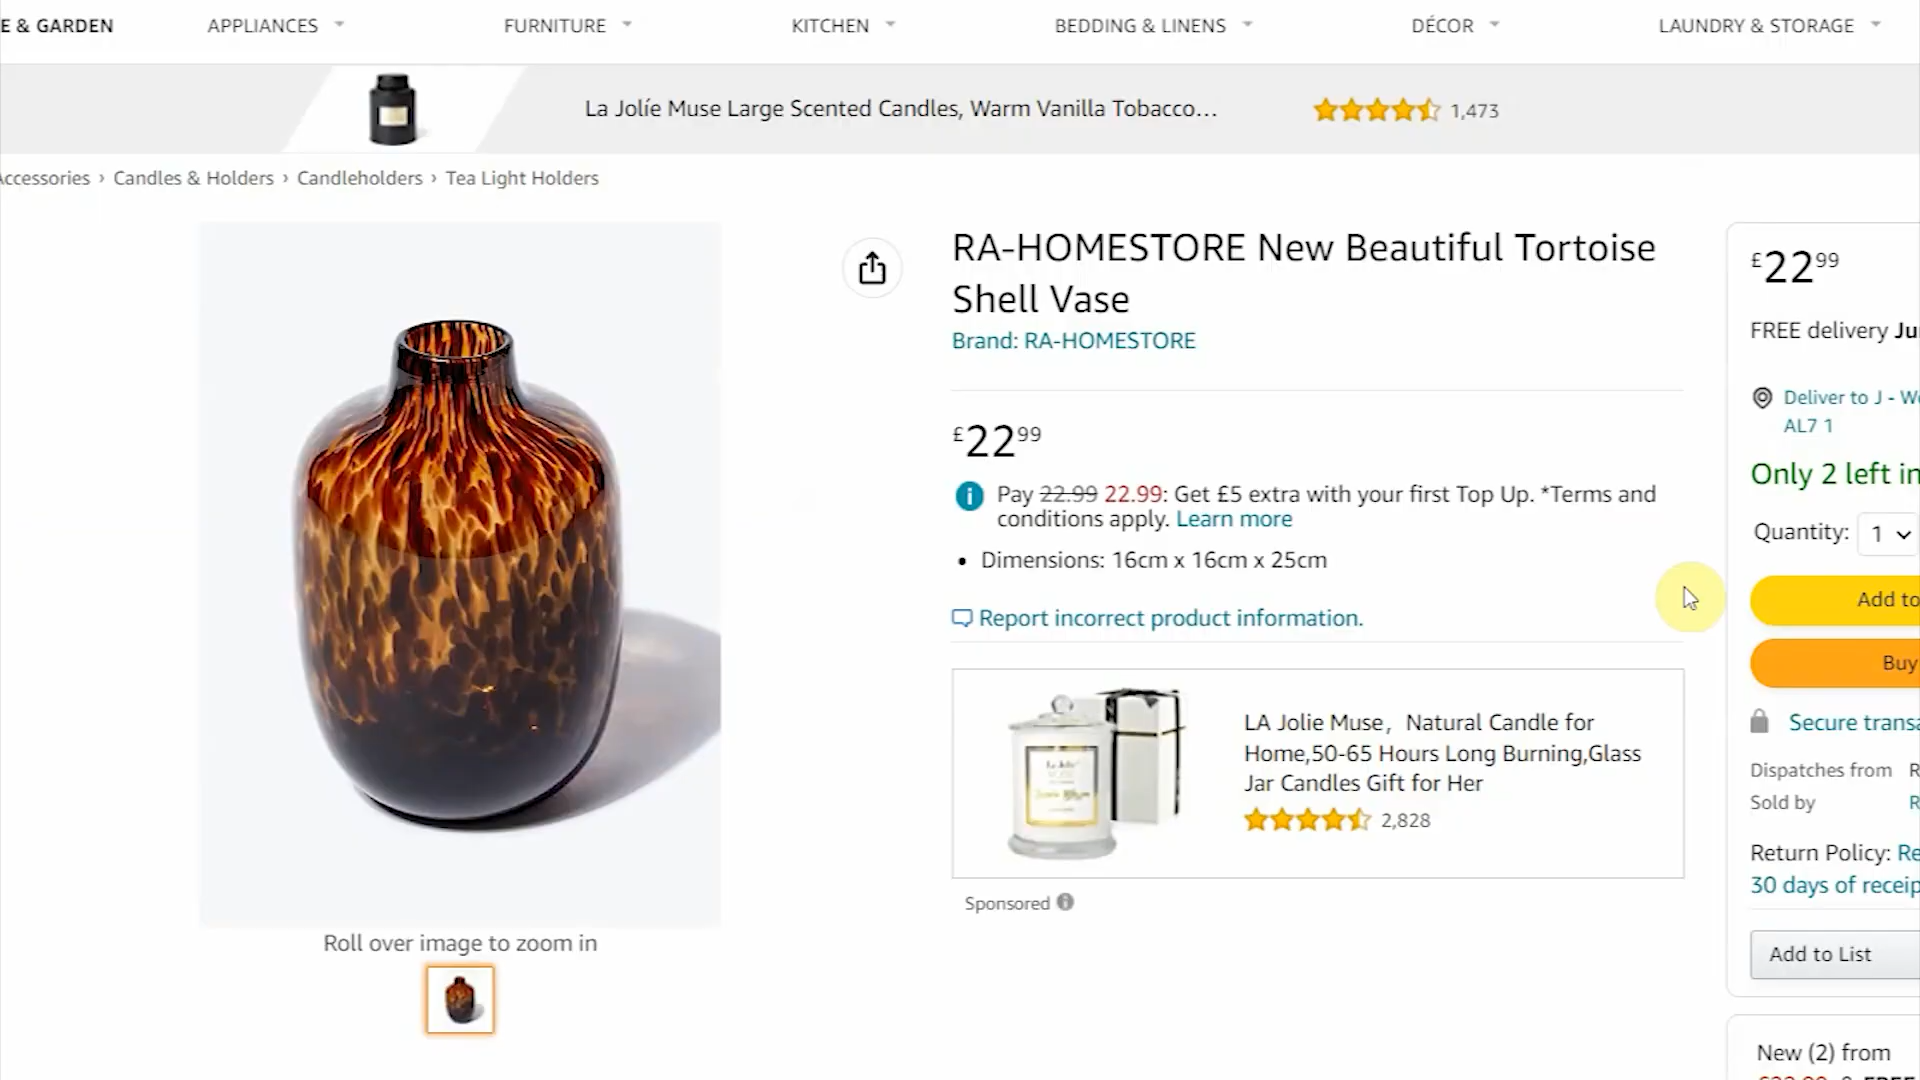 E & GARDEN
APPLIANCES
FURNITURE
KITCHEN
BEDDING & LINENS
DÉCOR
LAUNDRY & STORAGE
La Jolíe Muse Large Scented Candles, Warm Vanilla Tobacco...
1,473
Accessories › Candles & Holders › Candleholders › Tea Light Holders
RA-HOMESTORE New Beautiful Tortoise
Shell Vase
Brand: RA-HOMESTORE
£22 99
Pay 22.99 22.99: Get £5 extra with your first Top Up. *Terms and
conditions apply. Learn more
• Dimensions: 16cm x 16cm x 25cm
Report incorrect product information.
LA Jolie Muse，Natural Candle for
Home,50-65 Hours Long Burning,Glass
Jar Candles Gift for Her
2,828
Sponsored
Roll over image to zoom in
£22 99
FREE delivery Ju
Deliver to J - W
AL7 1
Only 2 left in
Quantity: 1
Add to
Buy
Secure transa
Dispatches from R
Sold by R
Return Policy: Re
30 days of receip
Add to List
New (2) from